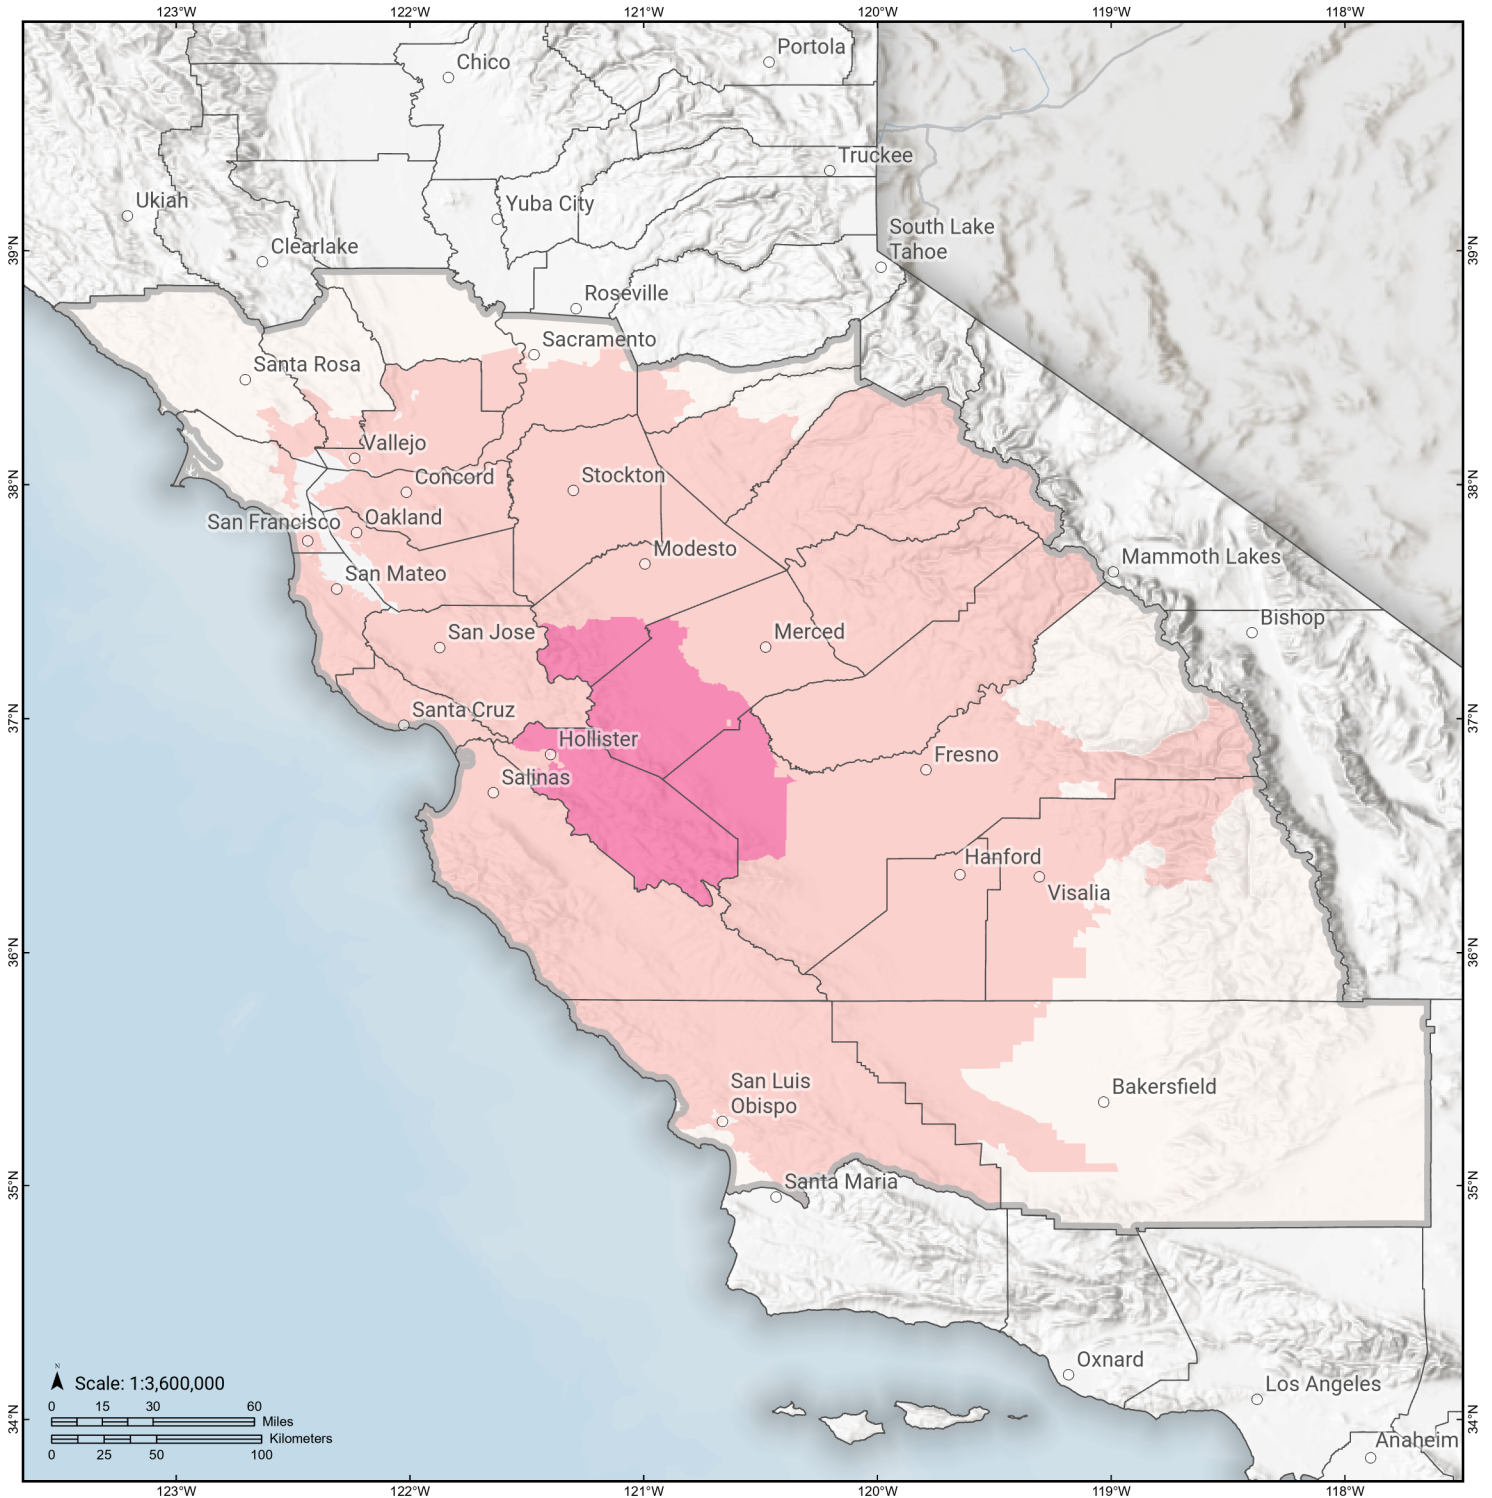 123°W 122°W 121°W 120°W 119°W 118°W
Portola
Chico
Truckee
Ukiah
Yuba City
South Lake
Tahoe
39°N
39°N
Clearlake
Roseville
Sacramento
Santa Rosa
Vallejo
Concord
Stockton
38°N
38°N
San Francisco
Oakland
Modesto
Mammoth Lakes
San Mateo
Bishop
San Jose
Merced
Santa Cruz
37°N
37°N
Hollister
Fresno
Salinas
Hanford
Visalia
36°N
36°N
San Luis
Obispo
Bakersfield
Santa Maria
35°N
35°N
Oxnard
N
Scale: 1:3,600,000
Los Angeles
0 15 30 60
Miles
34°N
34°N
Kilometers
0 25 50 100
Anaheim
123°W 122°W 121°W 120°W 119°W 118°W